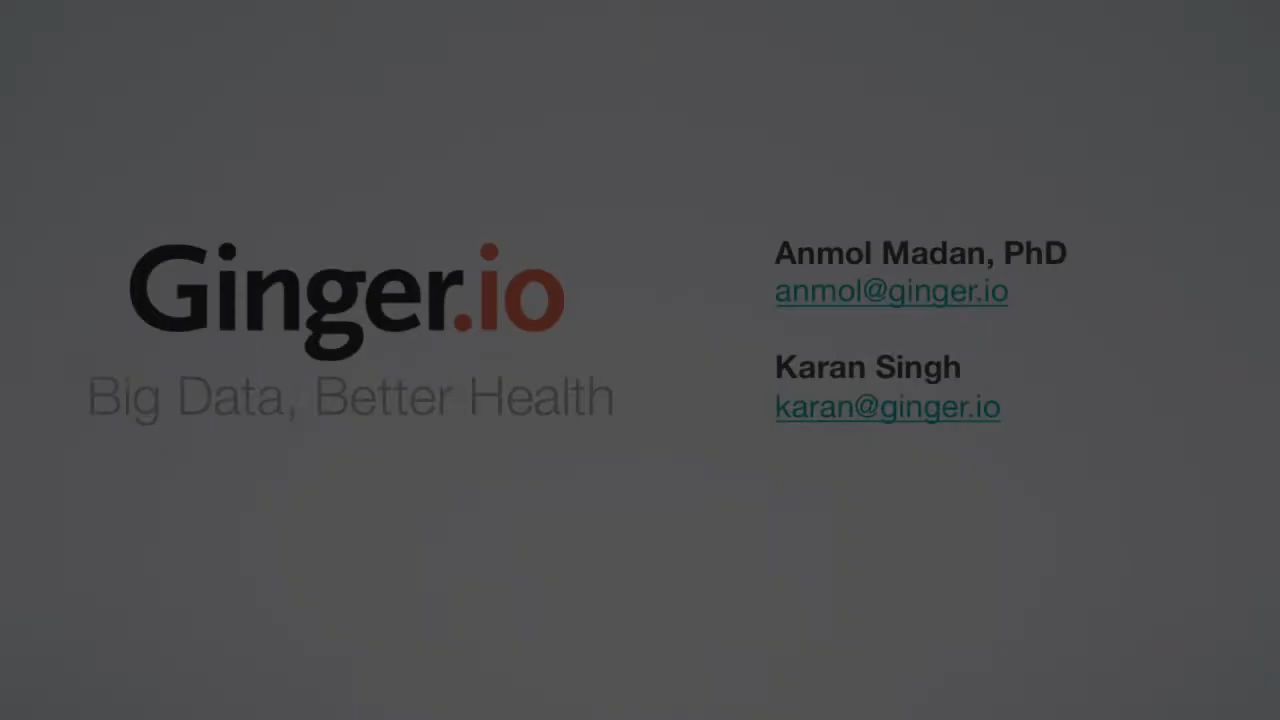 Ginger.io
Big Data, Better Health
Anmol Madan, PhD
anmol@ginger.io
Karan Singh
karan@ginger.io